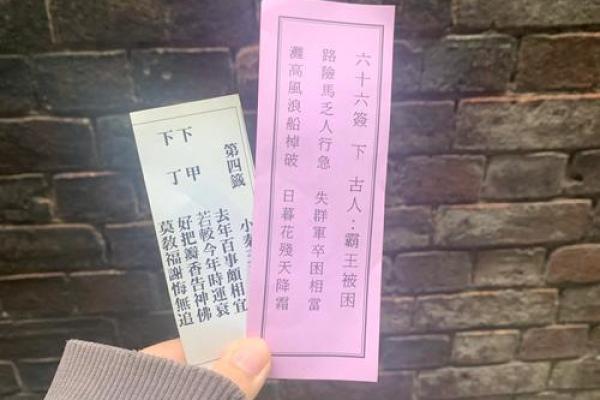 六十六簽 下 古人：霸王被困
路險馬乏人行急 失群軍卒困相當
灘高風浪船棹破 日暮花殘天降霜
第四籤
小秦
下下
甲
丁
去年百事頗相宜
若較今年時運衰
好把瓣香告神佛
莫教福謝悔無追